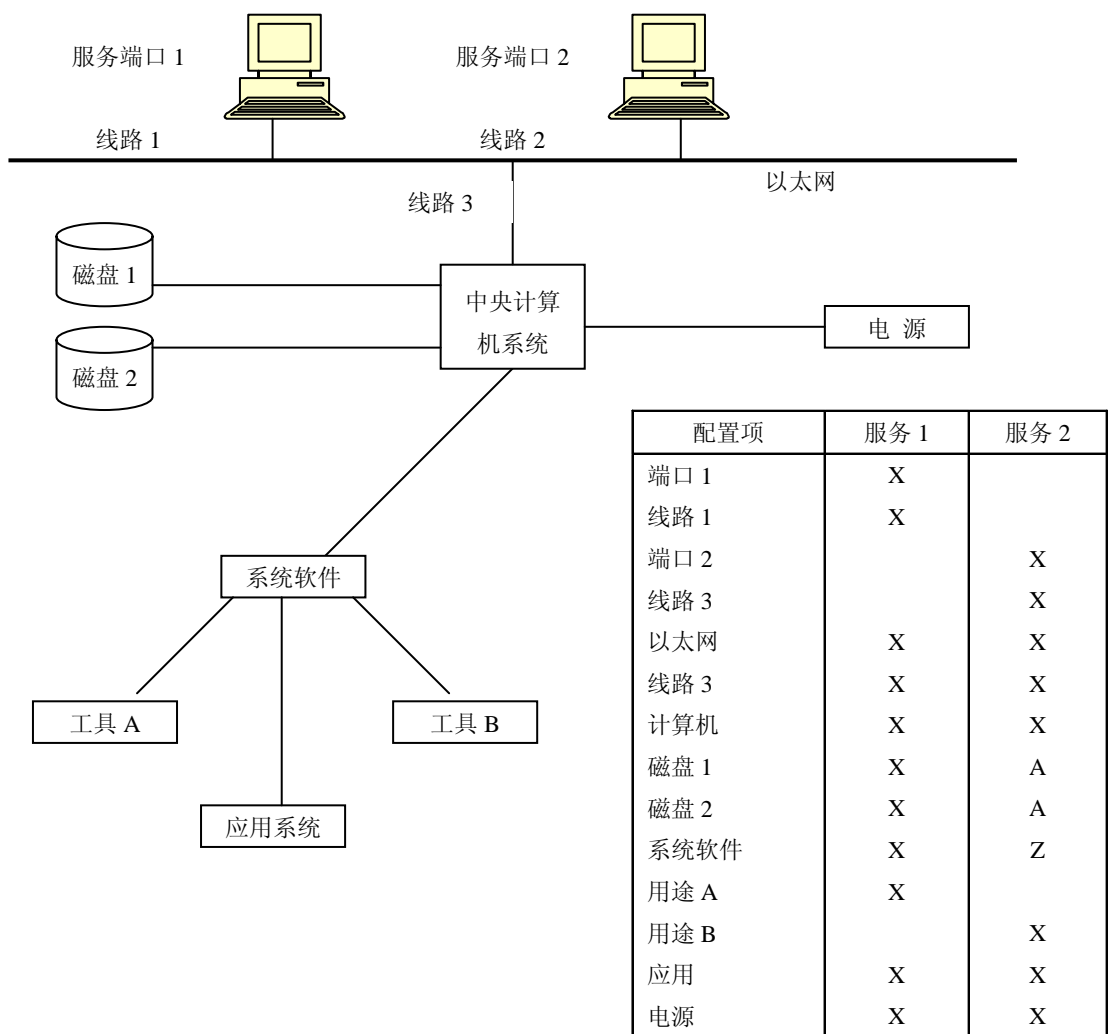 服务端口 1
服务端口 2
线路 1
线路 2
以太网
线路 3
磁盘 1
中央计算
机系统
电 源
磁盘 2
配置项 服务 1 服务 2
端口 1 X
线路 1 X
端口 2 X
线路 3 X
以太网 X X
线路 3 X X
计算机 X X
磁盘 1 X A
磁盘 2 X A
系统软件 X Z
用途 A X
用途 B X
应用 X X
电源 X X
系统软件
工具 A
工具 B
应用系统